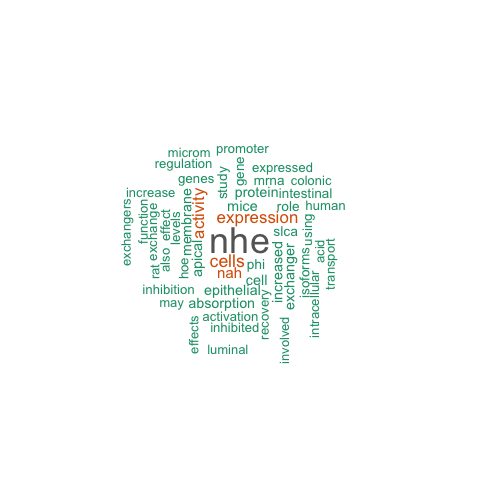 microm
promoter
regulation
gene
expressed
genes
study
mrna
colonic
increase
protein
intestinal
membrane
activity
mice
role
human
exchangers
function
exchange
effect
levels
expression
using
also
apical
nhe
slca
acid
transport
rat
hoe
cells
phi
nah
cell
increased
exchanger
isoforms
intracellular
inhibition
epithelial
may
absorption
recovery
activation
effects
inhibited
involved
luminal